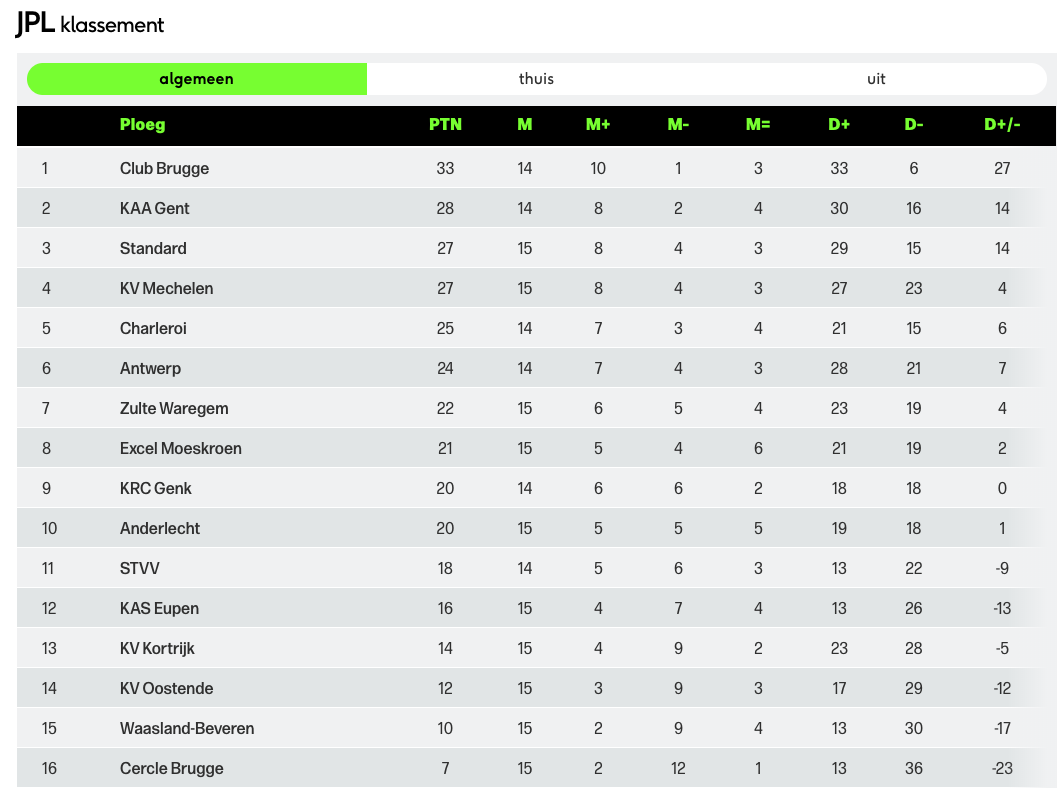 JPL klassement
algemeen thuis uit
Ploeg PTN M M+ M- M= D+ D- D+/-
1 Club Brugge 33 14 10 1 3 33 6 27
2 KAA Gent 28 14 8 2 4 30 16 14
3 Standard 27 15 8 4 3 29 15 14
4 KV Mechelen 27 15 8 4 3 27 23 4
5 Charleroi 25 14 7 3 4 21 15 6
6 Antwerp 24 14 7 4 3 28 21 7
7 Zulte Waregem 22 15 6 5 4 23 19 4
8 Excel Moeskroen 21 15 5 4 6 21 19 2
9 KRC Genk 20 14 6 6 2 18 18 0
10 Anderlecht 20 15 5 5 5 19 18 1
11 STVV 18 14 5 6 3 13 22 -9
12 KAS Eupen 16 15 4 7 4 13 26 -13
13 KV Kortrijk 14 15 4 9 2 23 28 -5
14 KV Oostende 12 15 3 9 3 17 29 -12
15 Waasland-Beveren 10 15 2 9 4 13 30 -17
16 Cercle Brugge 7 15 2 12 1 13 36 -23